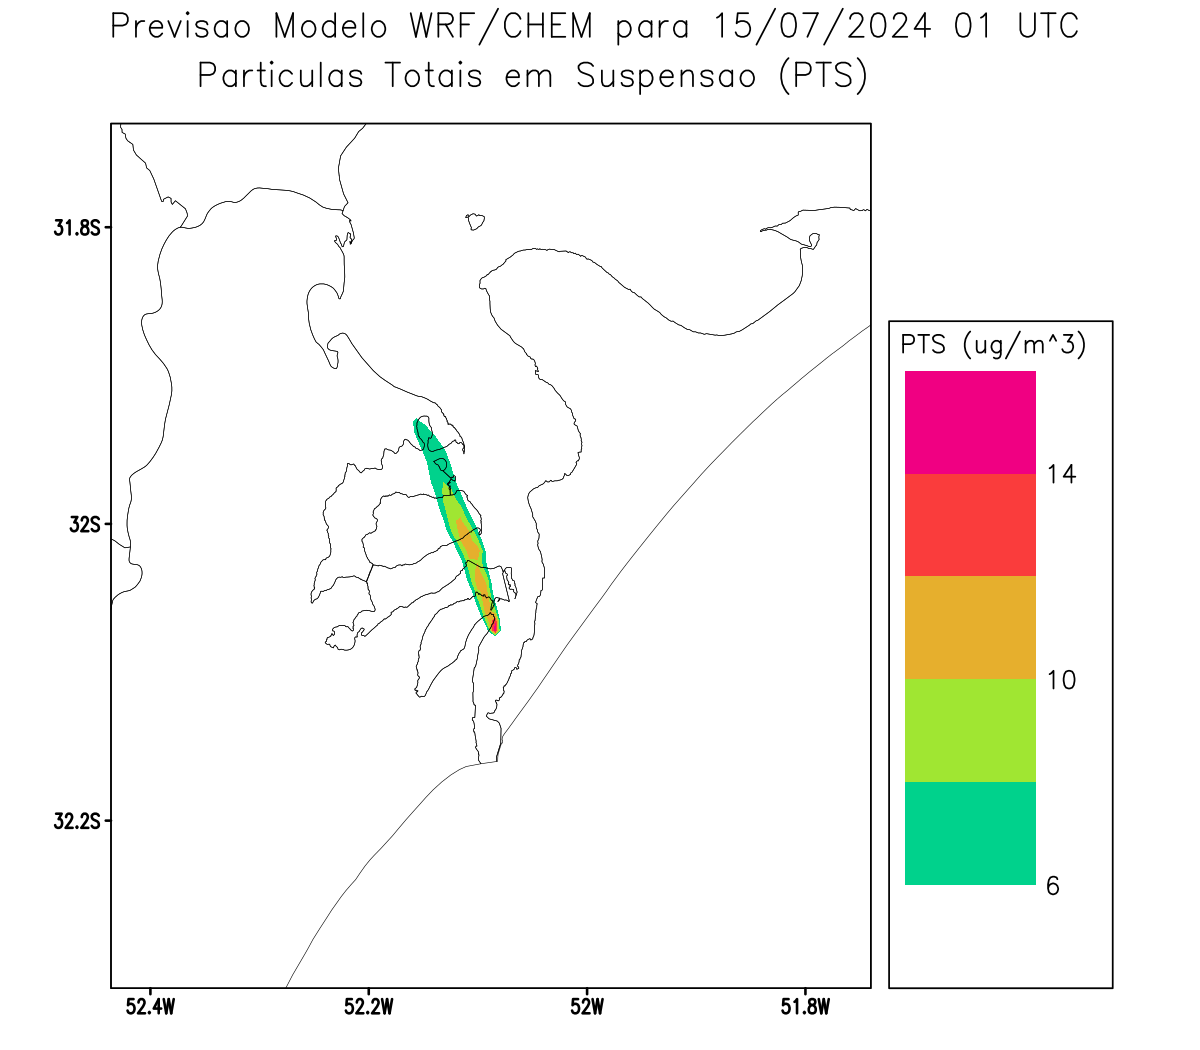 Previsao Modelo WRF/CHEM para 15/07/2024 01 UTC
Particulas Totais em Suspensao (PTS)
31.8S
32S
32.2S
52.4W
52.2W
52W
51.8W
PTS (ug/m^3)
14
10
6